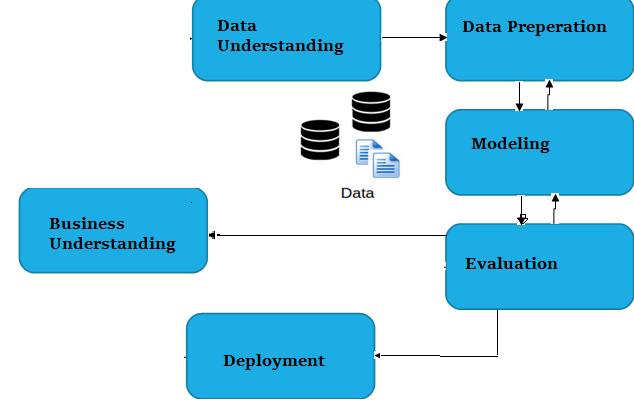 Data
Understanding
Data Preperation
Modeling
Data
Business
Understanding
Evaluation
Deployment